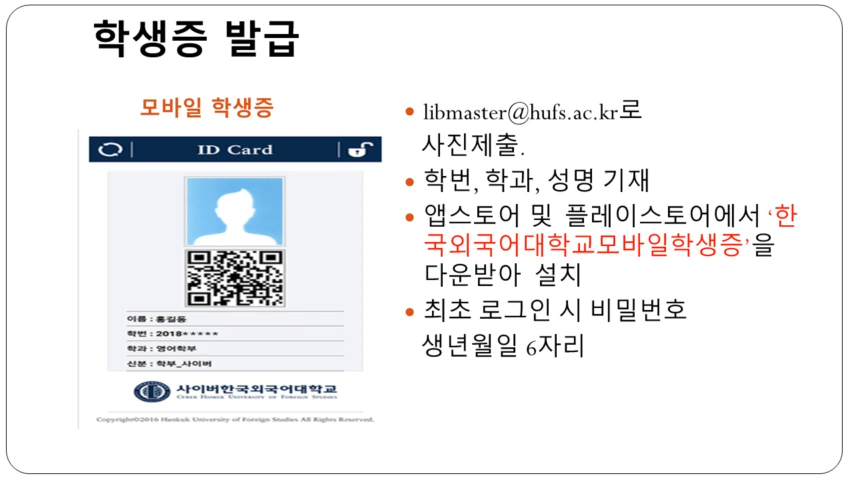 학생증 발급
모바일 학생증
ID Card
이름 : 홍길동
학번 : 2018*****
학과 : 영어학부
신분 : 학부_사이버
사이버한국외국어대학교
CYBER HANKUK UNIVERSITY OF FOREIGN STUDIES
Copyright©2016 Hankuk University of Foreign Studies All Rights Reserved.
• libmaster@hufs.ac.kr로
사진제출.
• 학번, 학과, 성명 기재
• 앱스토어 및 플레이스토어에서 ‘한
국외국어대학교모바일학생증’을
다운받아 설치
• 최초 로그인 시 비밀번호
생년월일 6자리